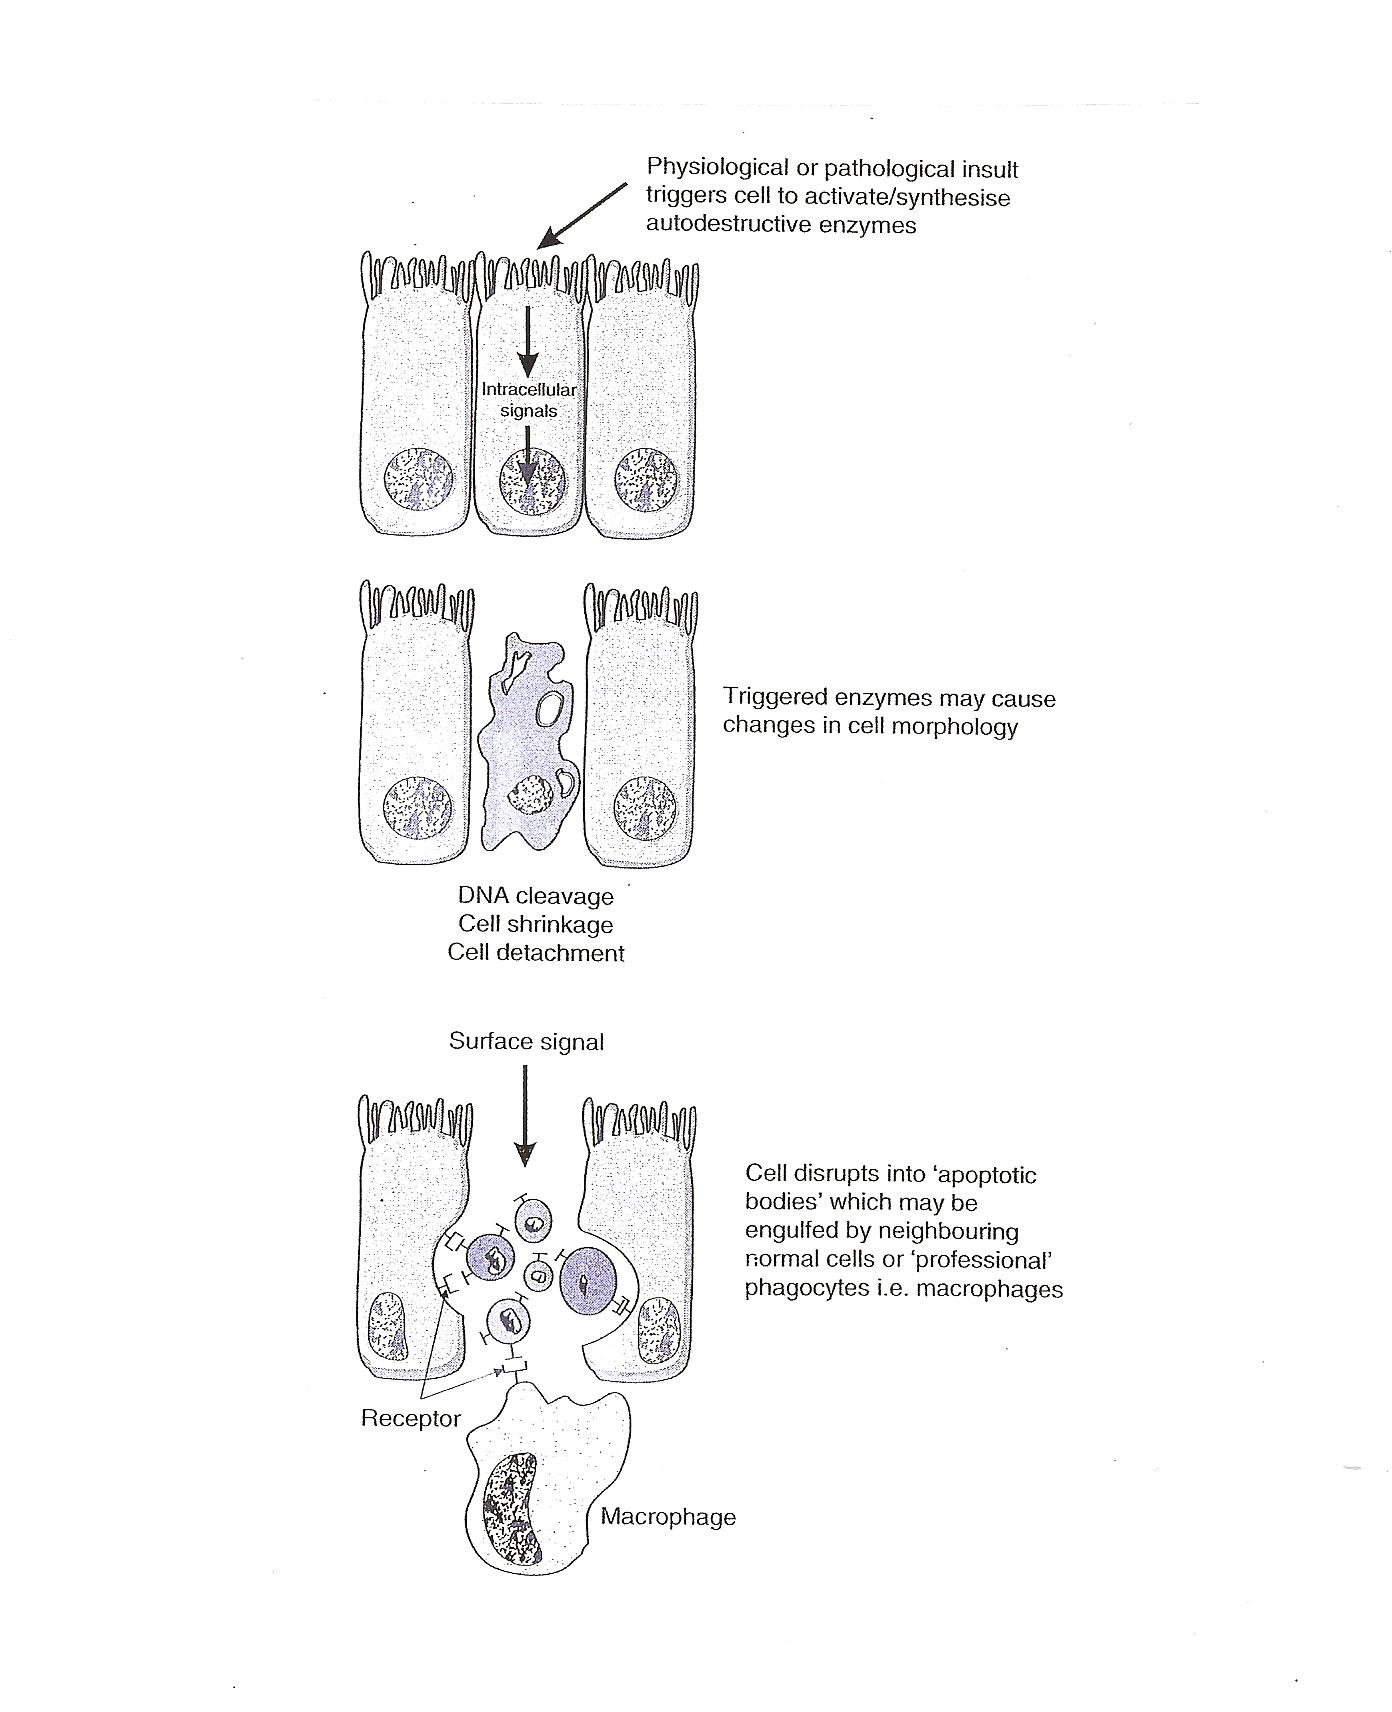 Physiological or pathological insult
triggers cell to activate/synthesise
autodestructive enzymes
Intracellular
signals
Triggered enzymes may cause
changes in cell morphology
DNA cleavage
Cell shrinkage
Cell detachment
Surface signal
Cell disrupts into ‘apoptotic
bodies’ which may be
engulfed by neighbouring
normal cells or ‘professional’
phagocytes i.e. macrophages
Receptor
Macrophage